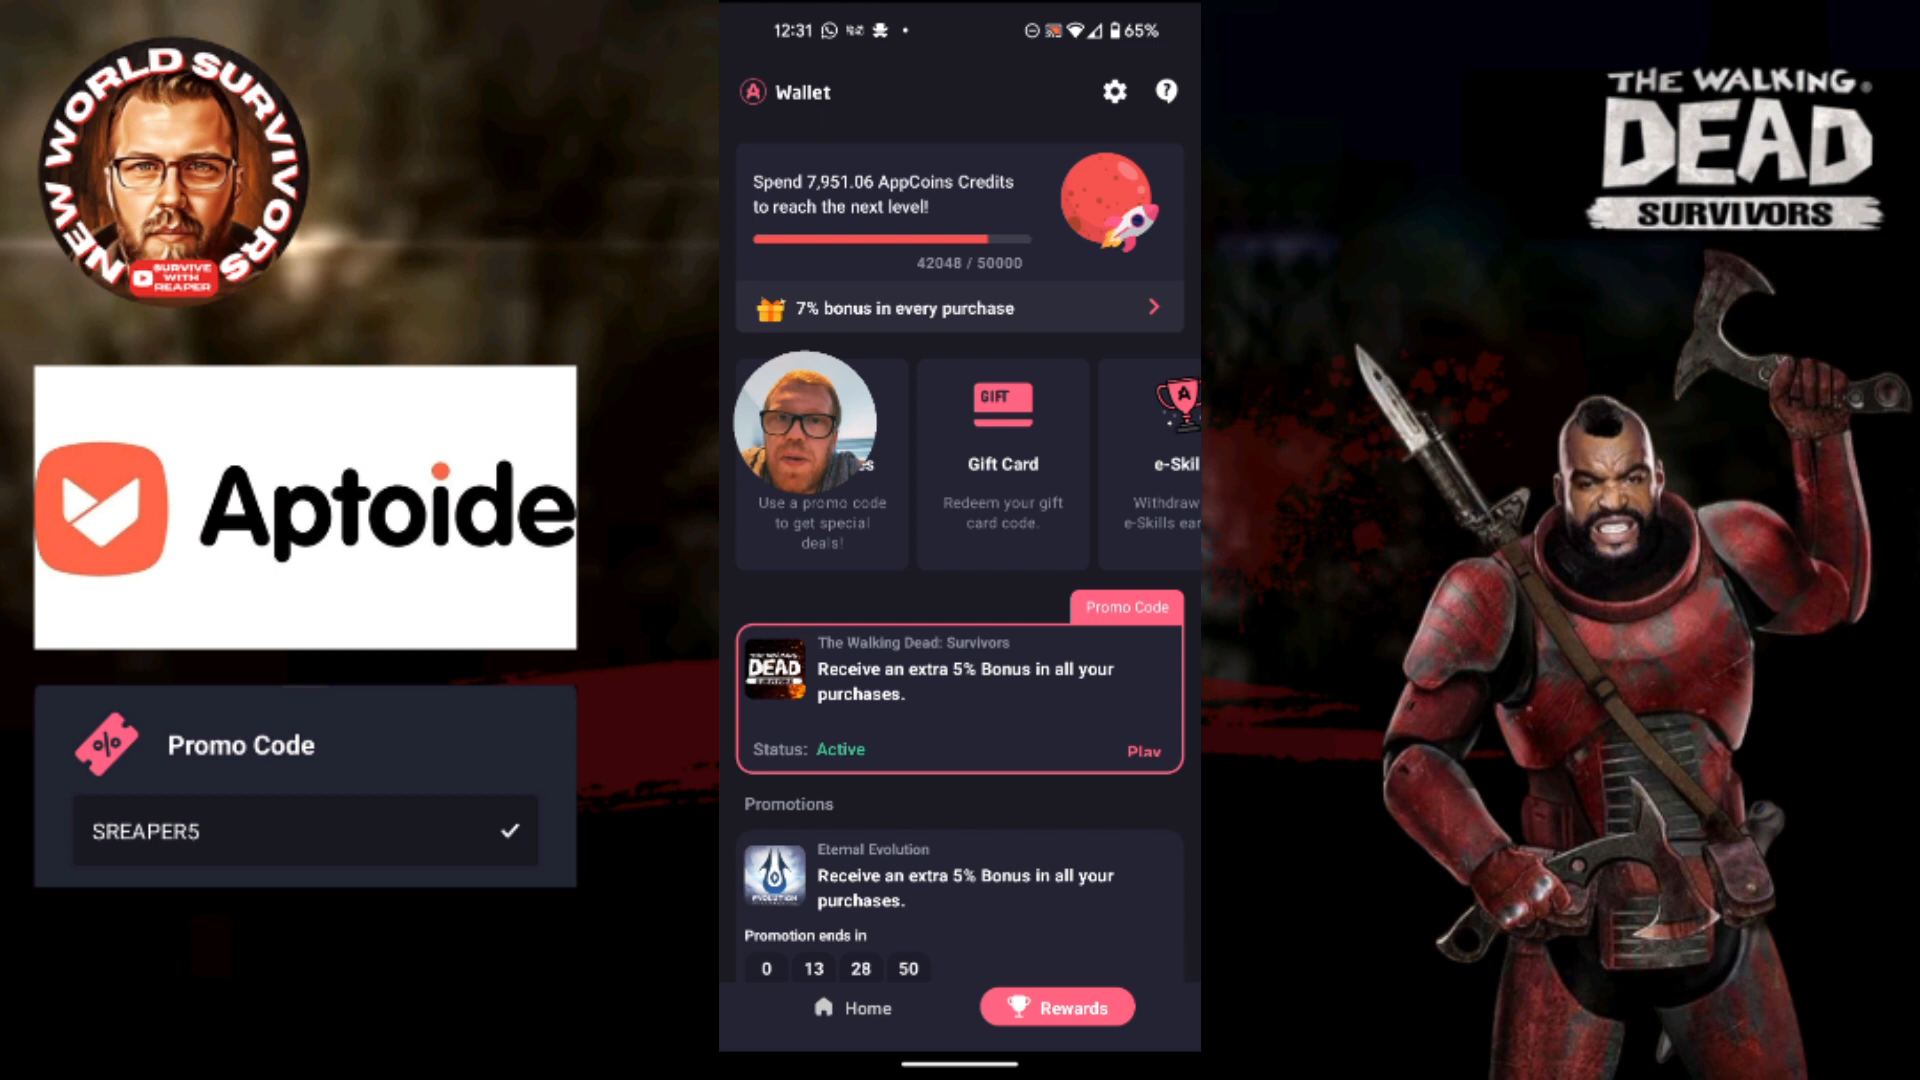 NEW WORLD SURVIVORS
SURVIVE
WITH
REAPER
Aptoide
Promo Code
SREAPER5
12:31
65%
Wallet
Spend 7,951.06 AppCoins Credits
to reach the next level!
42048 / 50000
7% bonus in every purchase
GIFT
Gift Card
Redeem your gift
card code.
Use a promo code
to get special
deals!
e-Skil
Withdraw
e-Skills ear
Promo Code
The Walking Dead: Survivors
Receive an extra 5% Bonus in all your
purchases.
DEAD
Status: Active
Play
Promotions
Eternal Evolution
Receive an extra 5% Bonus in all your
purchases.
EVOLUTION
Promotion ends in
0 13 28 50
Home
Rewards
THE WALKING
DEAD
SURVIVORS